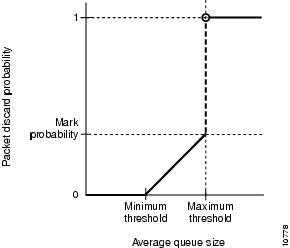 1
Packet discard probability
Mark
probability
0
Minimum
threshold
Maximum
threshold
Average queue size
10778